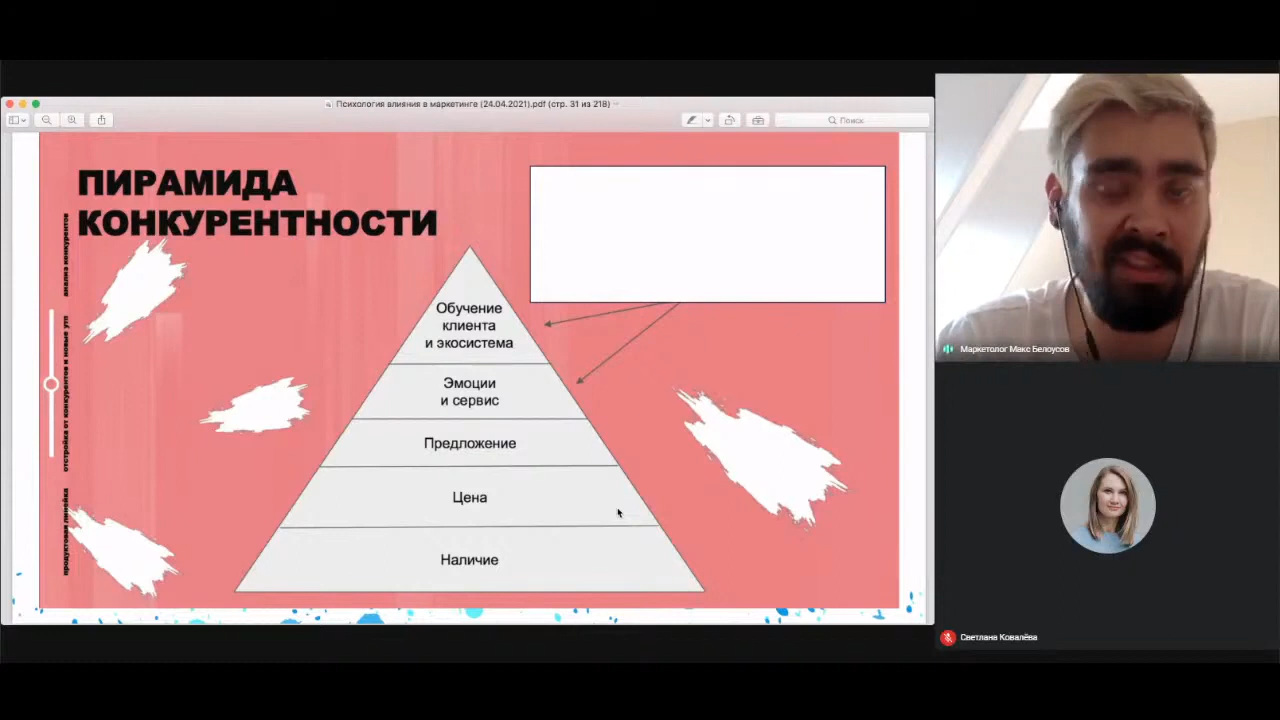 Психология влияния в маркетинге (24.04.2021).pdf (стр. 31 из 218)
Поиск
ПИРАМИДА
КОНКУРЕНТНОСТИ
анализ конкурентов
отстройка от конкурентов и новые утп
продуктовая линейка
Обучение
клиента
и экосистема
Эмоции
и сервис
Предложение
Цена
Наличие
Маркетолог Макс Белоусов
Светлана Ковалёва